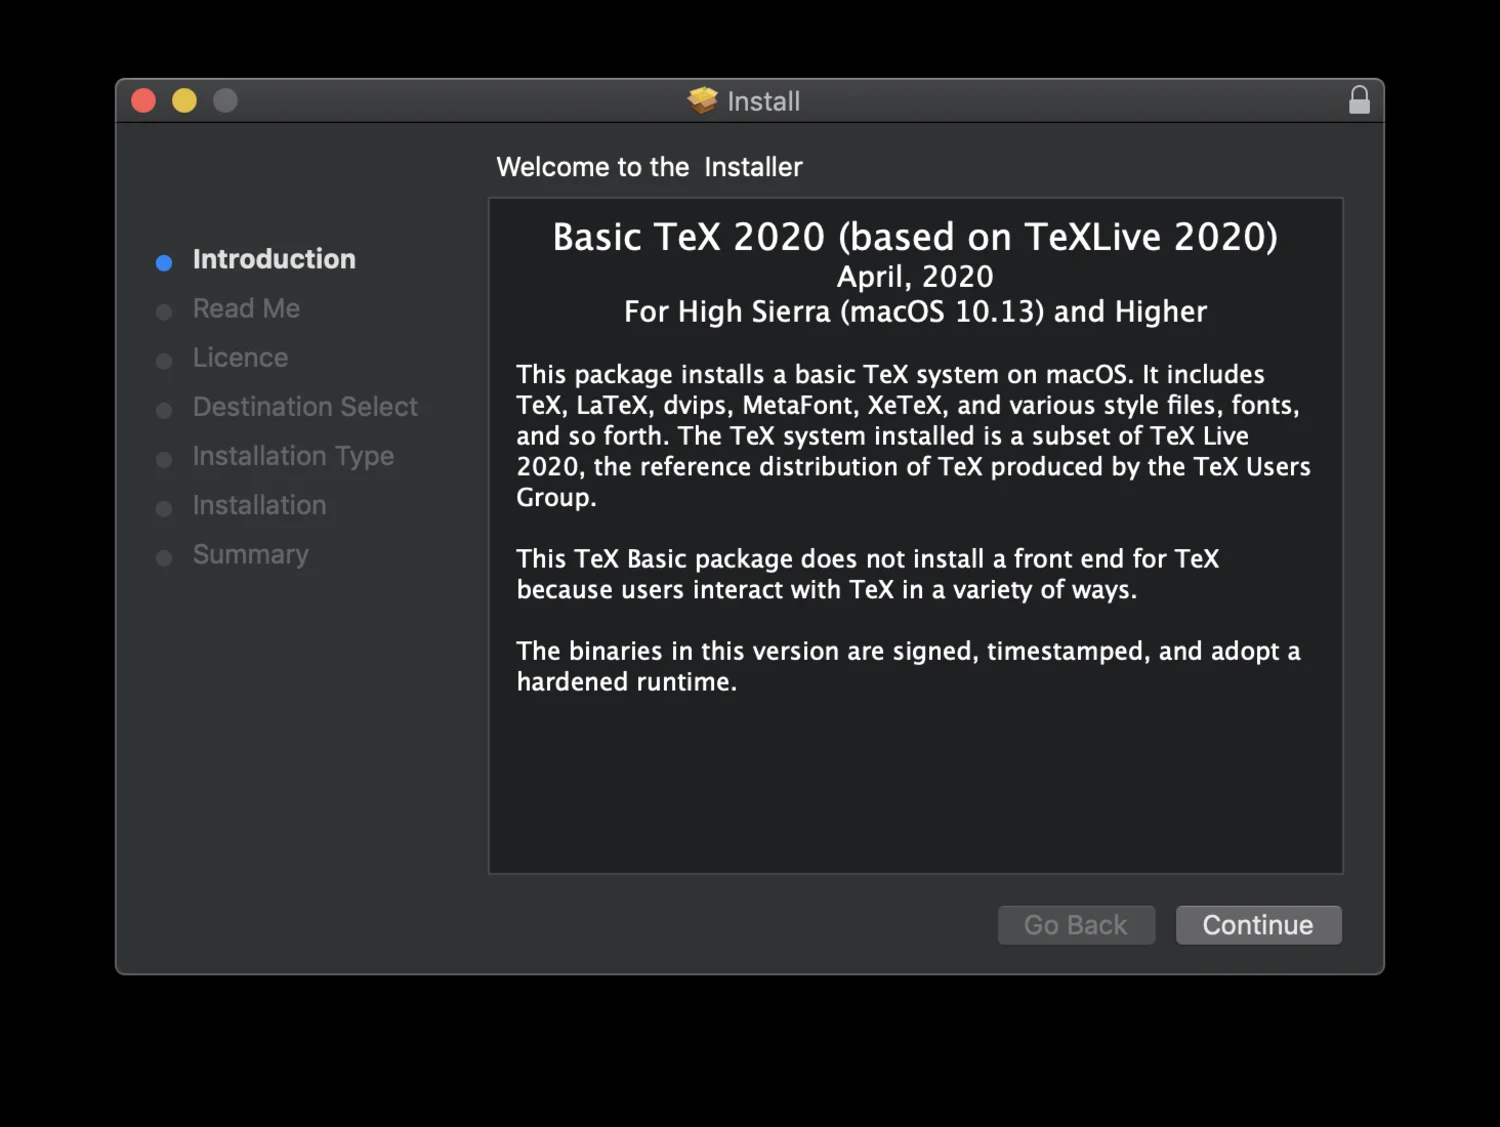 Install
Welcome to the  Installer
Introduction
Read Me
Licence
Destination Select
Installation Type
Installation
Summary
Basic TeX 2020 (based on TeXLive 2020)
April, 2020
For High Sierra (macOS 10.13) and Higher
This package installs a basic TeX system on macOS. It includes
TeX, LaTeX, dvips, MetaFont, XeTeX, and various style files, fonts,
and so forth. The TeX system installed is a subset of TeX Live
2020, the reference distribution of TeX produced by the TeX Users
Group.
This TeX Basic package does not install a front end for TeX
because users interact with TeX in a variety of ways.
The binaries in this version are signed, timestamped, and adopt a
hardened runtime.
Go Back
Continue